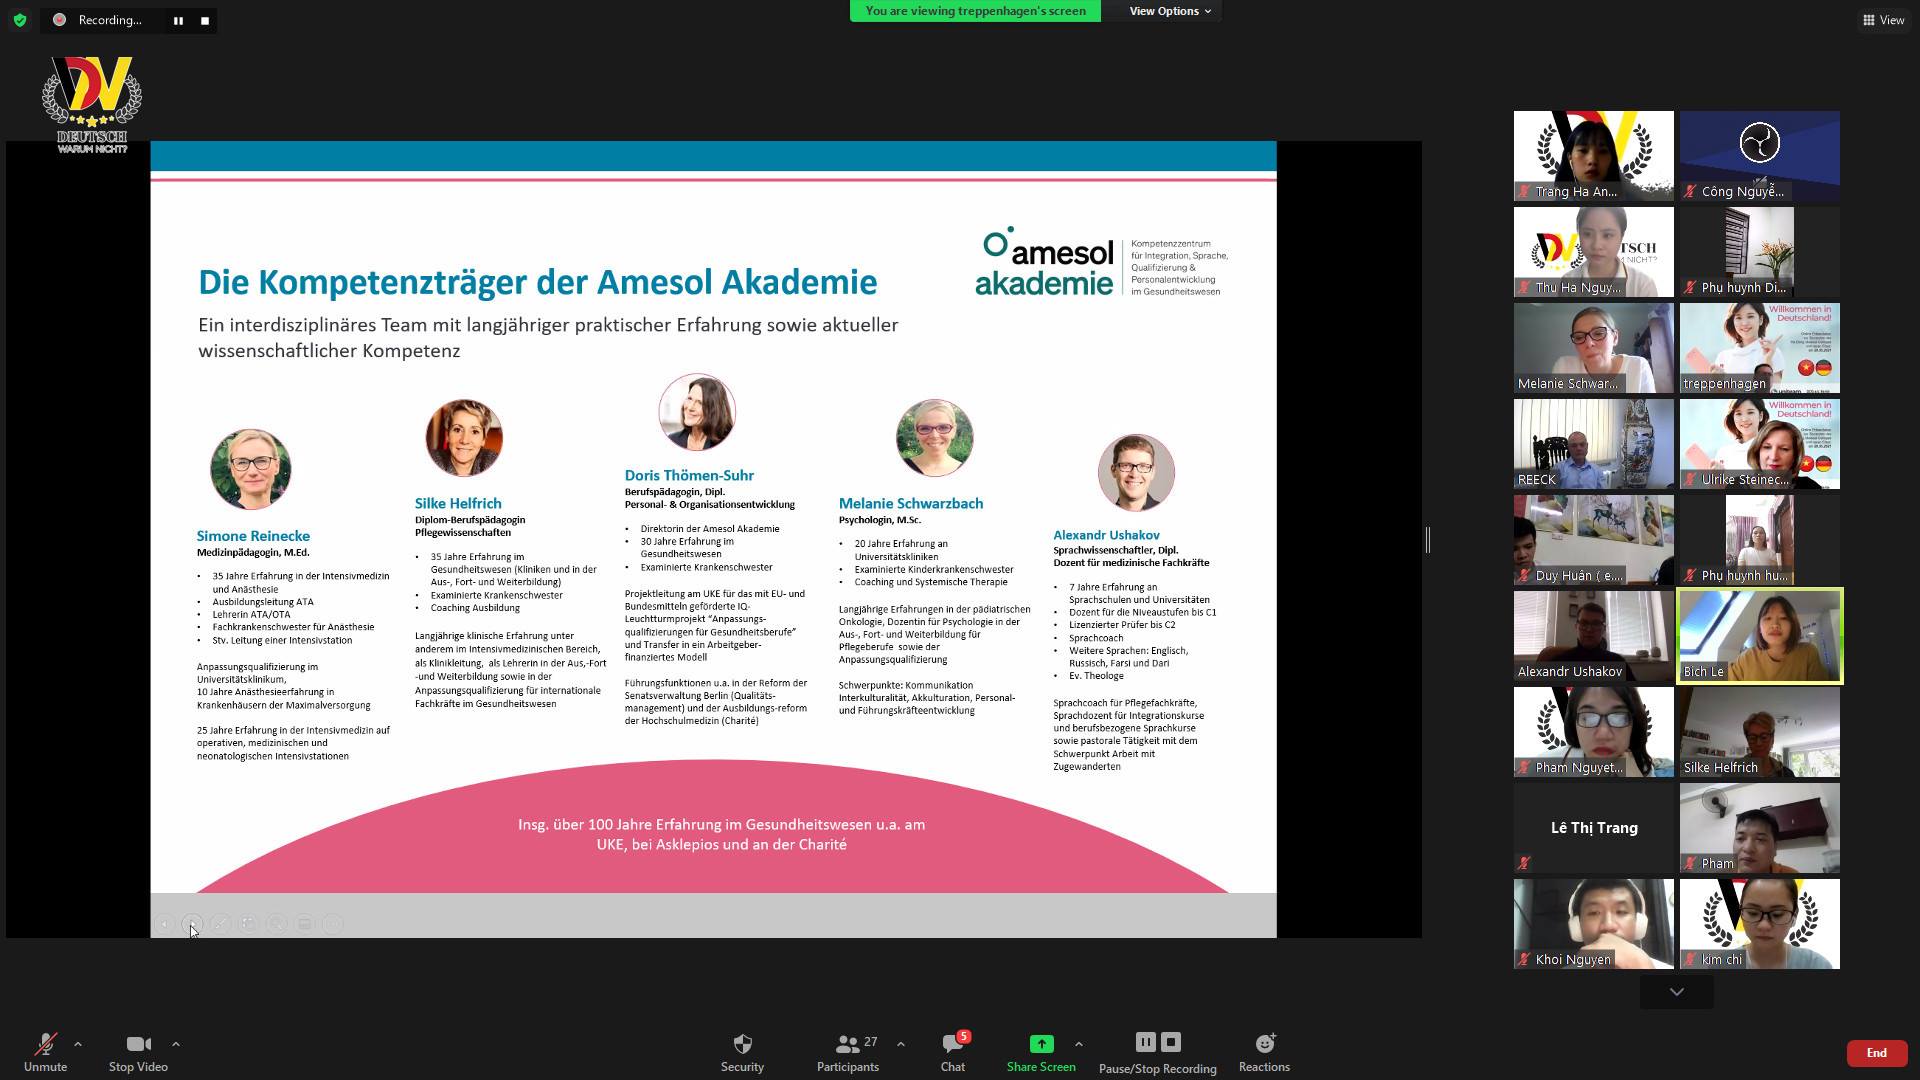 Recording...
You are viewing treppenhagen's screen
View Options
View
DV
DEUTSCH
WARUM NICHT?
Die Kompetenzträger der Amesol Akademie
Ein interdisziplinäres Team mit langjähriger praktischer Erfahrung sowie aktueller
wissenschaftlicher Kompetenz
amesol
akademie
Kompetenzzentrum
für Integration, Sprache,
Qualifizierung &
Personalentwicklung
im Gesundheitswesen
Simone Reinecke
Medizinpädagogin, M.Ed.
• 35 Jahre Erfahrung in der Intensivmedizin
und Anästhesie
• Ausbildungsleitung ATA
• Lehrerin ATA/OTA
• Fachkrankenschwester für Anästhesie
• Stv. Leitung einer Intensivstation
Anpassungsqualifizierung im
Universitätsklinikum,
10 Jahre Anästhesieerfahrung in
Krankenhäusern der Maximalversorgung
25 Jahre Erfahrung in der Intensivmedizin auf
operativen, medizinischen und
neonatologischen Intensivstationen
Silke Helfrich
Diplom-Berufspädagogin
Pflegewissenschaften
• 35 Jahre Erfahrung im
Gesundheitswesen (Kliniken und in der
Aus-, Fort- und Weiterbildung)
• Examinierte Krankenschwester
• Coaching Ausbildung
Langjährige klinische Erfahrung unter
anderem im Intensivmedizinischen Bereich,
als Klinikleitung, als Lehrerin in der Aus,-Fort
-und Weiterbildung sowie in der
Anpassungsqualifizierung für internationale
Fachkräfte im Gesundheitswesen
Doris Thömen-Suhr
Berufspädagogin, Dipl.
Personal- & Organisationsentwicklung
• Direktorin der Amesol Akademie
• 30 Jahre Erfahrung im
Gesundheitswesen
• Examinierte Krankenschwester
Projektleitung am UKE für das mit EU- und
Bundesmitteln geförderte IQ-
Leuchtturmprojekt “Anpassungs-
qualifizierungen für Gesundheitsberufe”
und Transfer in ein Arbeitgeber-
finanziertes Modell
Führungsfunktionen u.a. in der Reform der
Senatsverwaltung Berlin (Qualitäts-
management) und der Ausbildungs-reform
der Hochschulmedizin (Charité)
Melanie Schwarzbach
Psychologin, M.Sc.
• 20 Jahre Erfahrung an
Universitätskliniken
• Examinierte Kinderkrankenschwester
• Coaching und Systemische Therapie
Langjährige Erfahrungen in der pädiatrischen
Onkologie, Dozentin für Psychologie in der
Aus-, Fort- und Weiterbildung für
Pflegeberufe sowie der
Anpassungsqualifizierung
Schwerpunkte: Kommunikation
Interkulturalität, Akkulturation, Personal-
und Führungskräfteentwicklung
Alexandr Ushakov
Sprachwissenschaftler, Dipl.
Dozent für medizinische Fachkräfte
• 7 Jahre Erfahrung an
Sprachschulen und Universitäten
• Dozent für die Niveaustufen bis C1
• Lizenzierter Prüfer bis C2
• Sprachcoach
• Weitere Sprachen: Englisch,
Russisch, Farsi und Dari
• Ev. Theologe
Sprachcoach für Pflegefachkräfte,
Sprachdozent für Integrationskurse
und berufsbezogene Sprachkurse
sowie pastorale Tätigkeit mit dem
Schwerpunkt Arbeit mit
Zugewanderten
Insg. über 100 Jahre Erfahrung im Gesundheitswesen u.a. am
UKE, bei Asklepios und an der Charité
Trang Ha An...
Công Nguyễ...
Thu Ha Nguy...
Phụ huynh Di...
Melanie Schwar...
Willkommen in
Deutschland!
treppenhagen
REECK
Willkommen in
Deutschland!
Ulrike Steinec...
Duy Huân ( e....
Phụ huynh hu...
Alexandr Ushakov
Bich Le
Pham Nguyet...
Silke Helfrich
Lê Thị Trang
Pham
Khoi Nguyen
kim chi
Unmute
Stop Video
Security
Participants
27
Chat
5
Share Screen
Pause/Stop Recording
Reactions
End